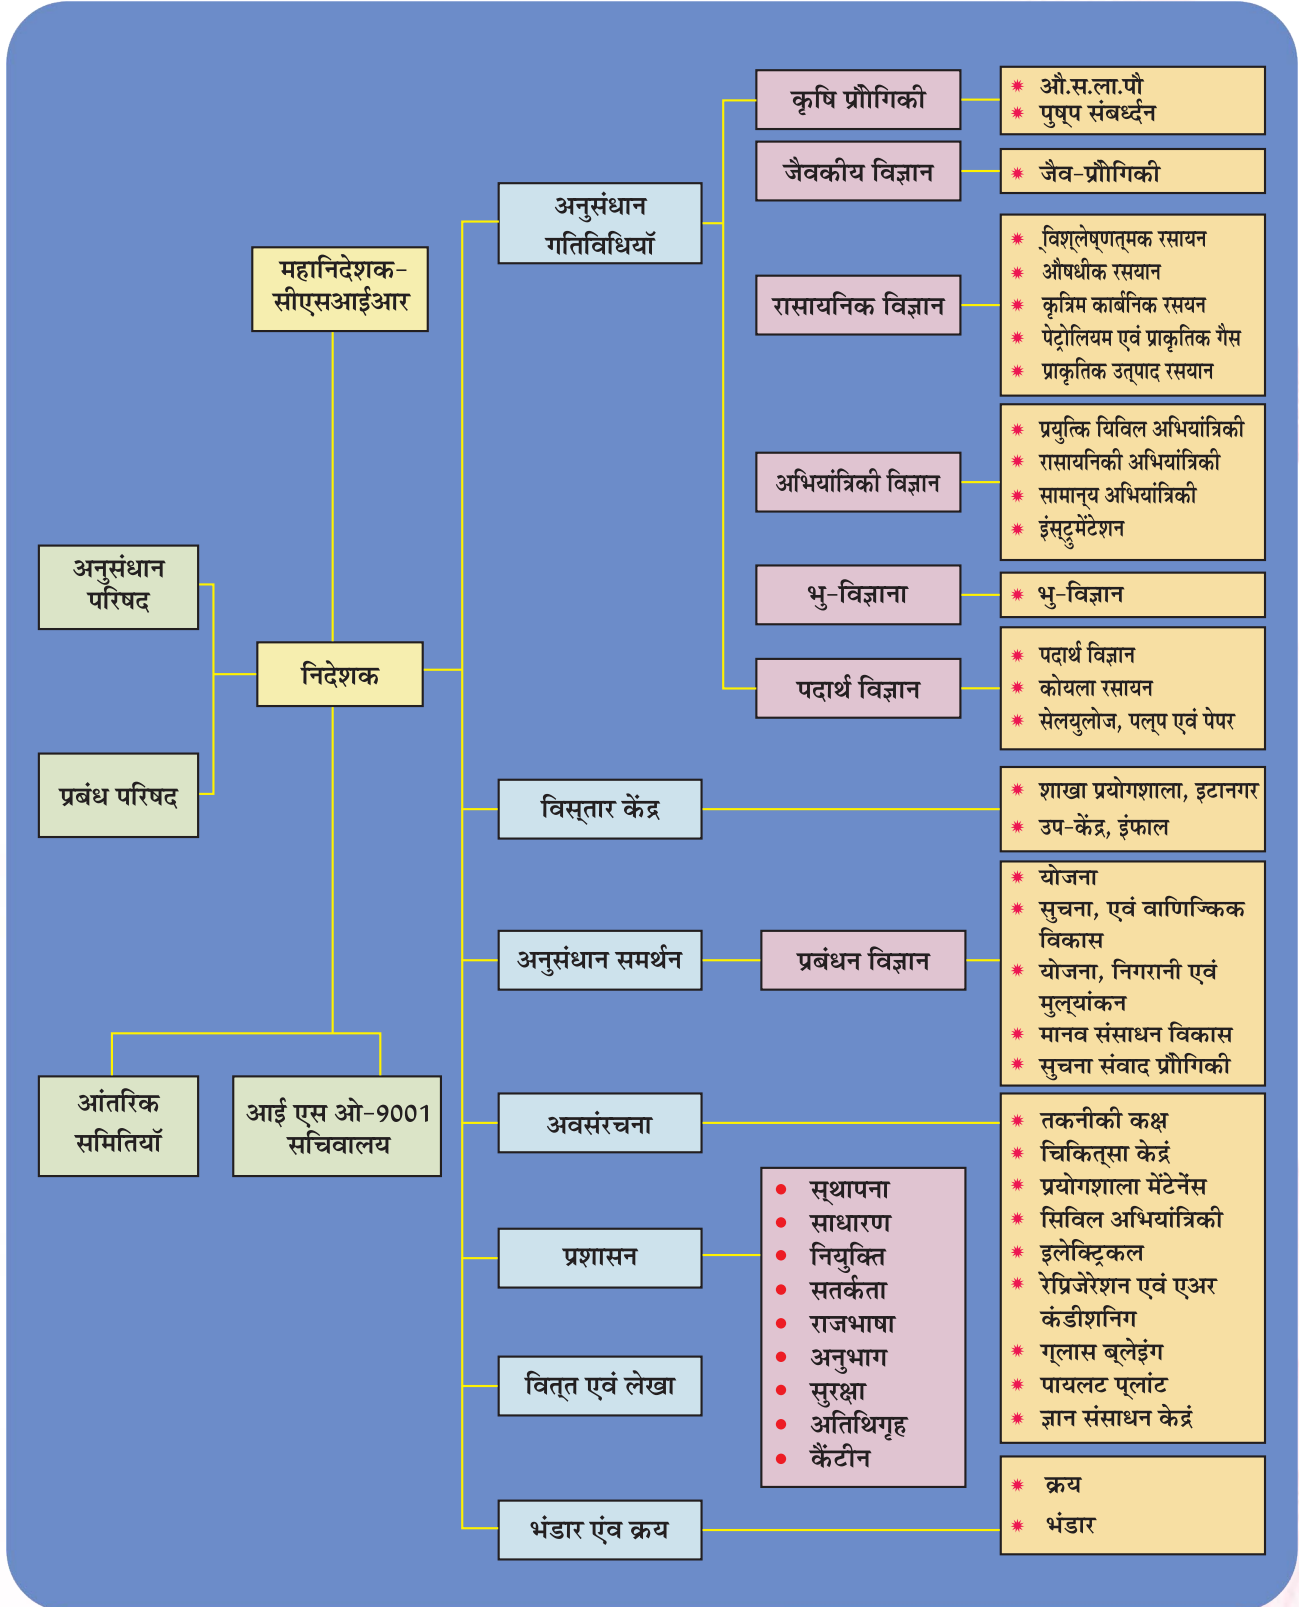 महानिदेशक-
सीएसआईआर
अनुसंधान
परिषद
निदेशक
प्रबंध परिषद
आंतरिक
समितियॉ
आई एस ओ-9001
सचिवालय
अनुसंधान
गतिविधियॉ
कृषि प्रौोगिकी
औ.स.ला.पौ
पुष्प संबर्ध्दन
जैवकीय विज्ञान
जैव-प्रौोगिकी
रासायनिक विज्ञान
विश्लेष्णत्मक रसायन
औषधीक रसयान
कृत्रिम कार्बनिक रसयन
पेट्रोलियम एवं प्राकृतिक गैस
प्राकृतिक उत्पाद रसयान
अभियांत्रिकी विज्ञान
प्रयुत्कि यिविल अभियांत्रिकी
रासायनिकी अभियांत्रिकी
सामान्य अभियांत्रिकी
इंस्ट्रुमेंटेशन
भु-विज्ञाना
भु-विज्ञान
पदार्थ विज्ञान
पदार्थ विज्ञान
कोयला रसायन
सेलयुलोज, पल्प एवं पेपर
विस्तार केंद्र
शाखा प्रयोगशाला, इटानगर
उप-केंद्र, इंफाल
अनुसंधान समर्थन
प्रबंधन विज्ञान
योजना
सुचना, एवं वाणिज्किक
विकास
योजना, निगरानी एवं
मुल्यांकन
मानव संसाधन विकास
सुचना संवाद प्रौोगिकी
अवसंरचना
तकनीकी कक्ष
चिकित्सा केद्रं
प्रयोगशाला मेंटेनेंस
सिविल अभियांत्रिकी
इलेक्ट्रिकल
रेप्रिजेरेशन एवं एअर
कंडीशनिग
ग्लास ब्लेइंग
पायलट प्लांट
ज्ञान संसाधन केद्रं
प्रशासन
स्थापना
साधारण
नियुक्ति
सतर्कता
राजभाषा
अनुभाग
सुरक्षा
अतिथिगृह
कैंटीन
वित्त एवं लेखा
भंडार एंव क्रय
क्रय
भंडार